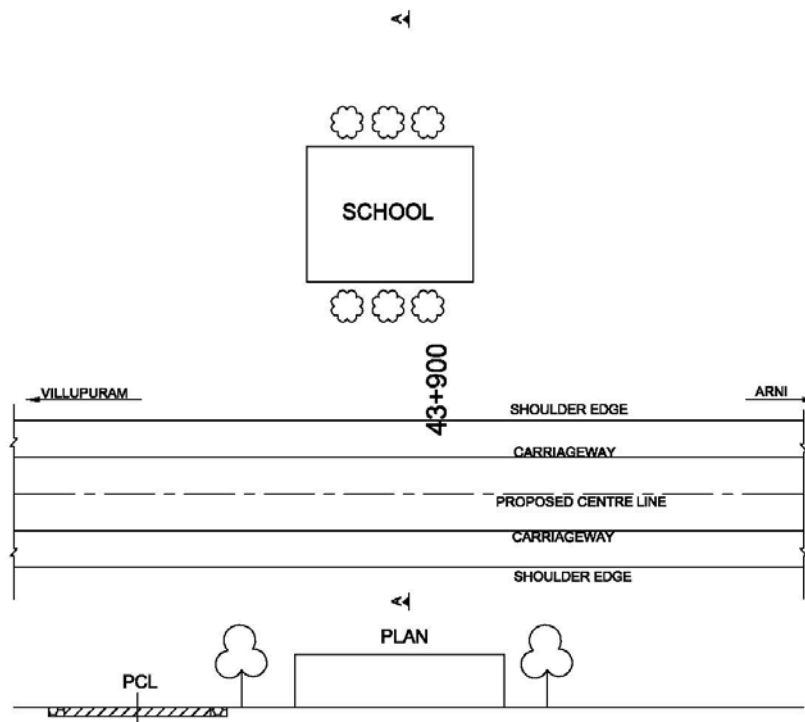 A
SCHOOL
43+900
VILLUPURAM
ARNI
SHOULDER EDGE
CARRIAGEWAY
PROPOSED CENTRE LINE
CARRIAGEWAY
SHOULDER EDGE
A
PLAN
PCL